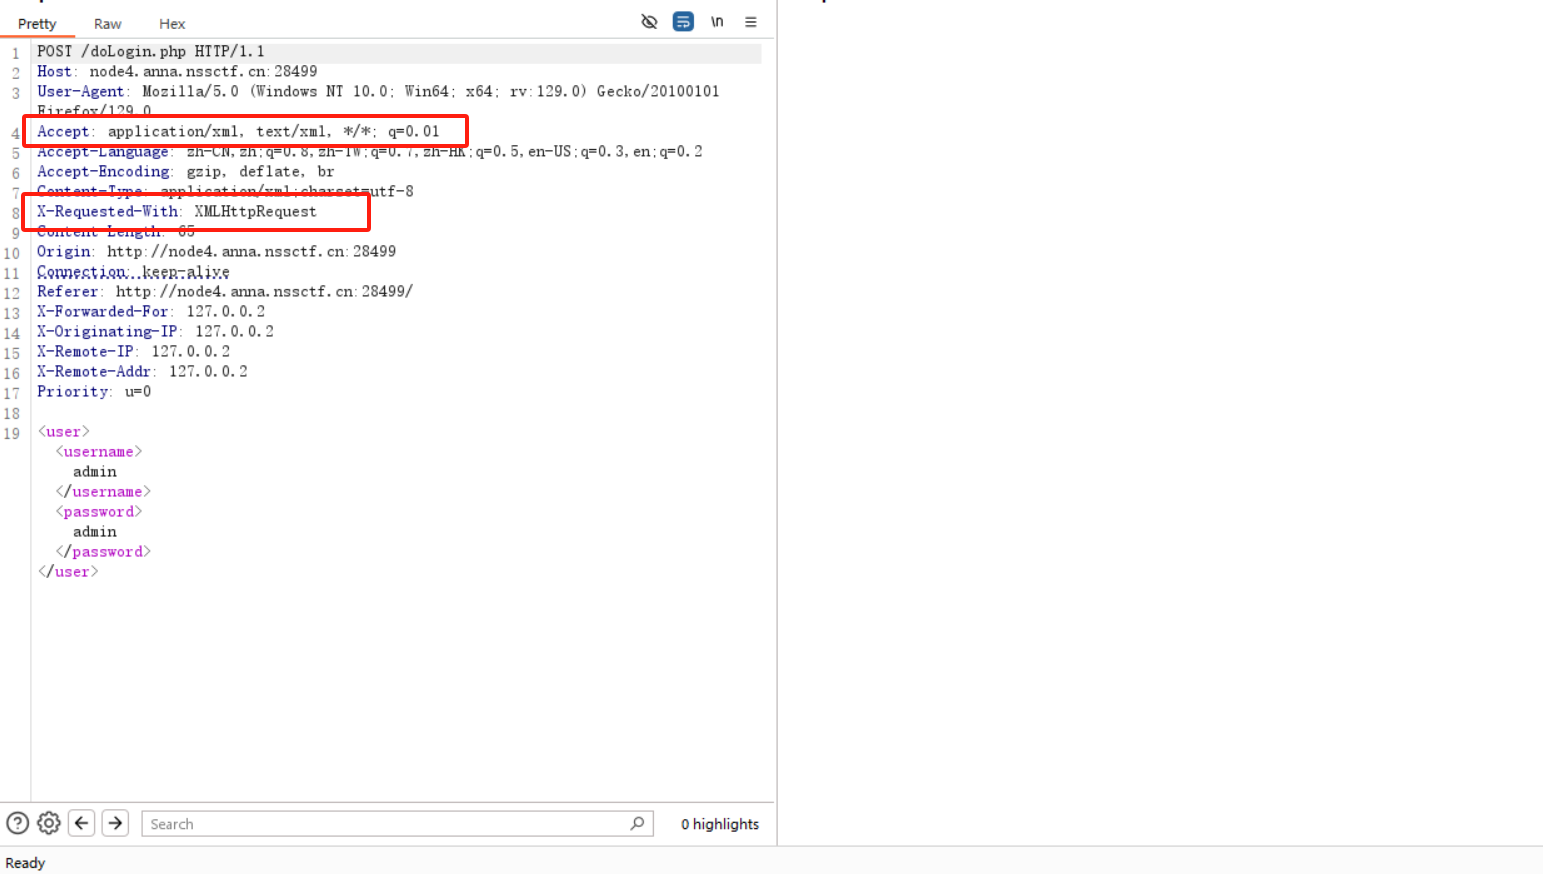 Pretty Raw Hex \n
1 POST /doLogin.php HTTP/1.1
2 Host: node4.anna.nssctf.cn:28499
3 User-Agent: Mozilla/5.0 (Windows NT 10.0; Win64; x64; rv:129.0) Gecko/20100101
Firefox/129.0
4 Accept: application/xml, text/xml, */*; q=0.01
5 Accept-Language: zh-CN,zh;q=0.8,zh-TW;q=0.7,zh-HK;q=0.5,en-US;q=0.3,en;q=0.2
6 Accept-Encoding: gzip, deflate, br
7 Content-Type: application/xml;charset=utf-8
8 X-Requested-With: XMLHttpRequest
9 Content-Length: 65
10 Origin: http://node4.anna.nssctf.cn:28499
11 Connection: keep-alive
12 Referer: http://node4.anna.nssctf.cn:28499/
13 X-Forwarded-For: 127.0.0.2
14 X-Originating-IP: 127.0.0.2
15 X-Remote-IP: 127.0.0.2
16 X-Remote-Addr: 127.0.0.2
17 Priority: u=0
18
19 <user>
<username>
admin
</username>
<password>
admin
</password>
</user>
Search 0 highlights
Ready